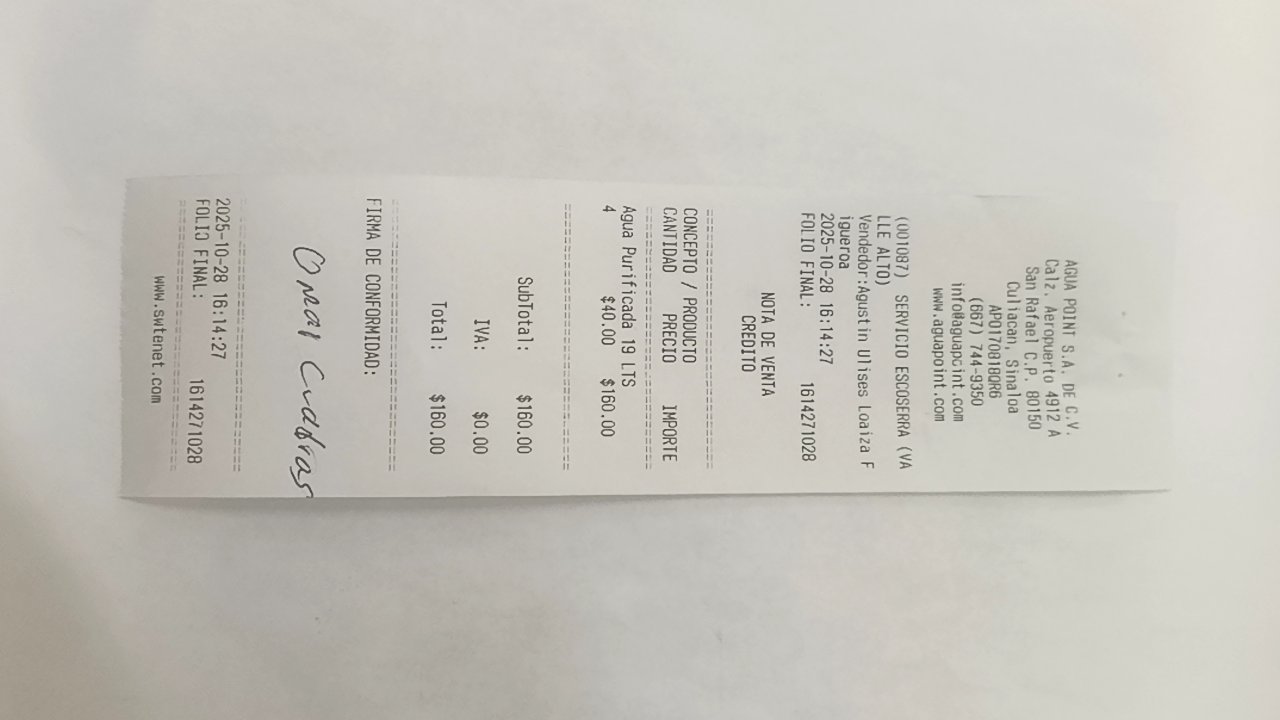 AGUA POINT S.A. DE C.V.
Calz. Aeropuerto 4912 A
San Rafael C.P. 80150
Culiacan, Sinaloa
APO170818QR6
(667) 744-9350
info@aguapoint.com
www.aguapoint.com
(001087) SERVICIO ESCOSERRA (VA
LLE ALTO)
Vendedor:Agustin Ulises Loaiza F
igueroa
2025-10-28 16:14:27
FOLIO FINAL: 1614271028
NOTA DE VENTA
CREDITO
CONCEPTO / PRODUCTO
CANTIDAD PRECIO IMPORTE
Agua Purificada 19 LTS
4 $40.00 $160.00
SubTotal: $160.00
IVA: $0.00
Total: $160.00
FIRMA DE CONFORMIDAD:
Omar Cuadras
2025-10-28 16:14:27
FOLIO FINAL: 1614271028
www.swtenet.com